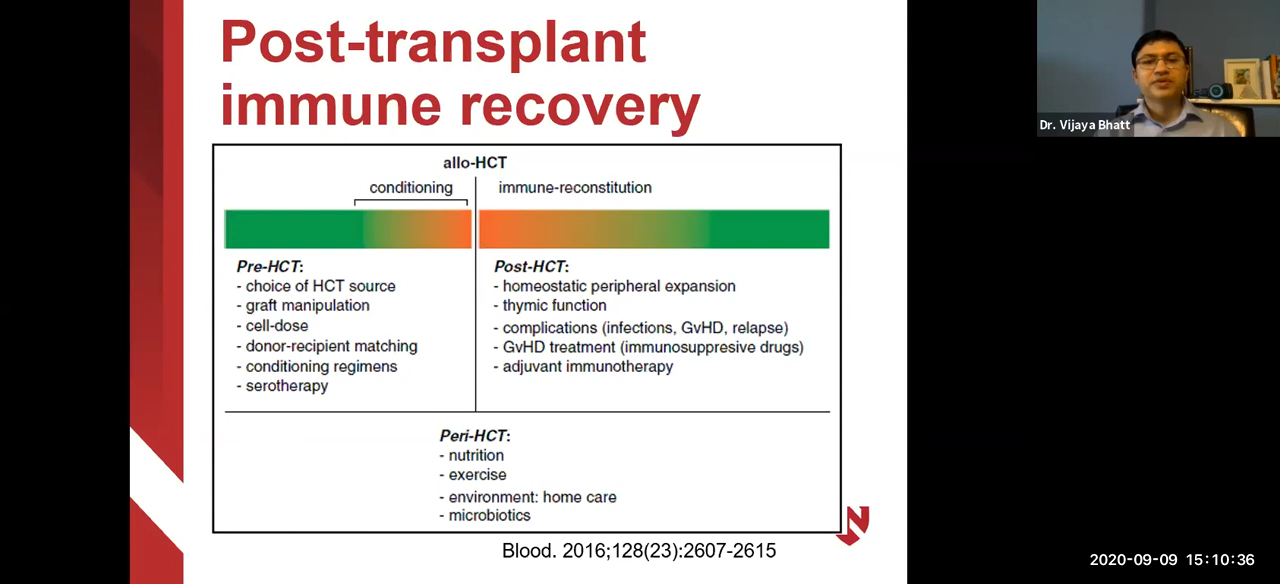 Post-transplant
immune recovery
Dr. Vijaya Bhatt
allo-HCT
conditioning
immune-reconstitution
Pre-HCT:
- choice of HCT source
- graft manipulation
- cell-dose
- donor-recipient matching
- conditioning regimens
- serotherapy
Post-HCT:
- homeostatic peripheral expansion
- thymic function
- complications (infections, GvHD, relapse)
- GvHD treatment (immunosuppresive drugs)
- adjuvant immunotherapy
Peri-HCT:
- nutrition
- exercise
- environment: home care
- microbiotics
N
Blood. 2016;128(23):2607-2615
2020-09-09 15:10:36